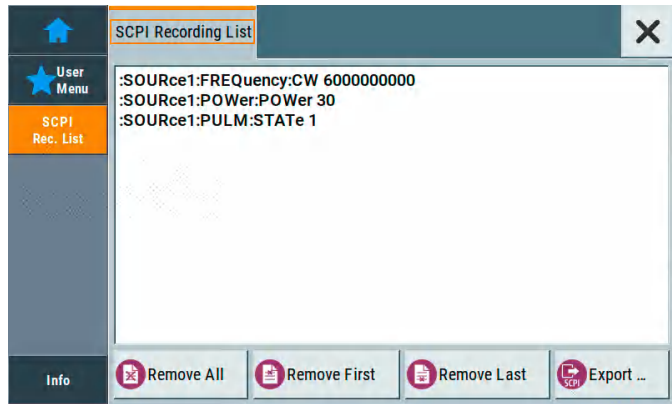 SCPI Recording List
User
Menu
SCPI
Rec. List
:SOURce1:FREQuency:CW 6000000000
:SOURce1:POWer:POWer 30
:SOURce1:PULM:STATe 1
Info
Remove All
Remove First
Remove Last
SCPI
Export ...